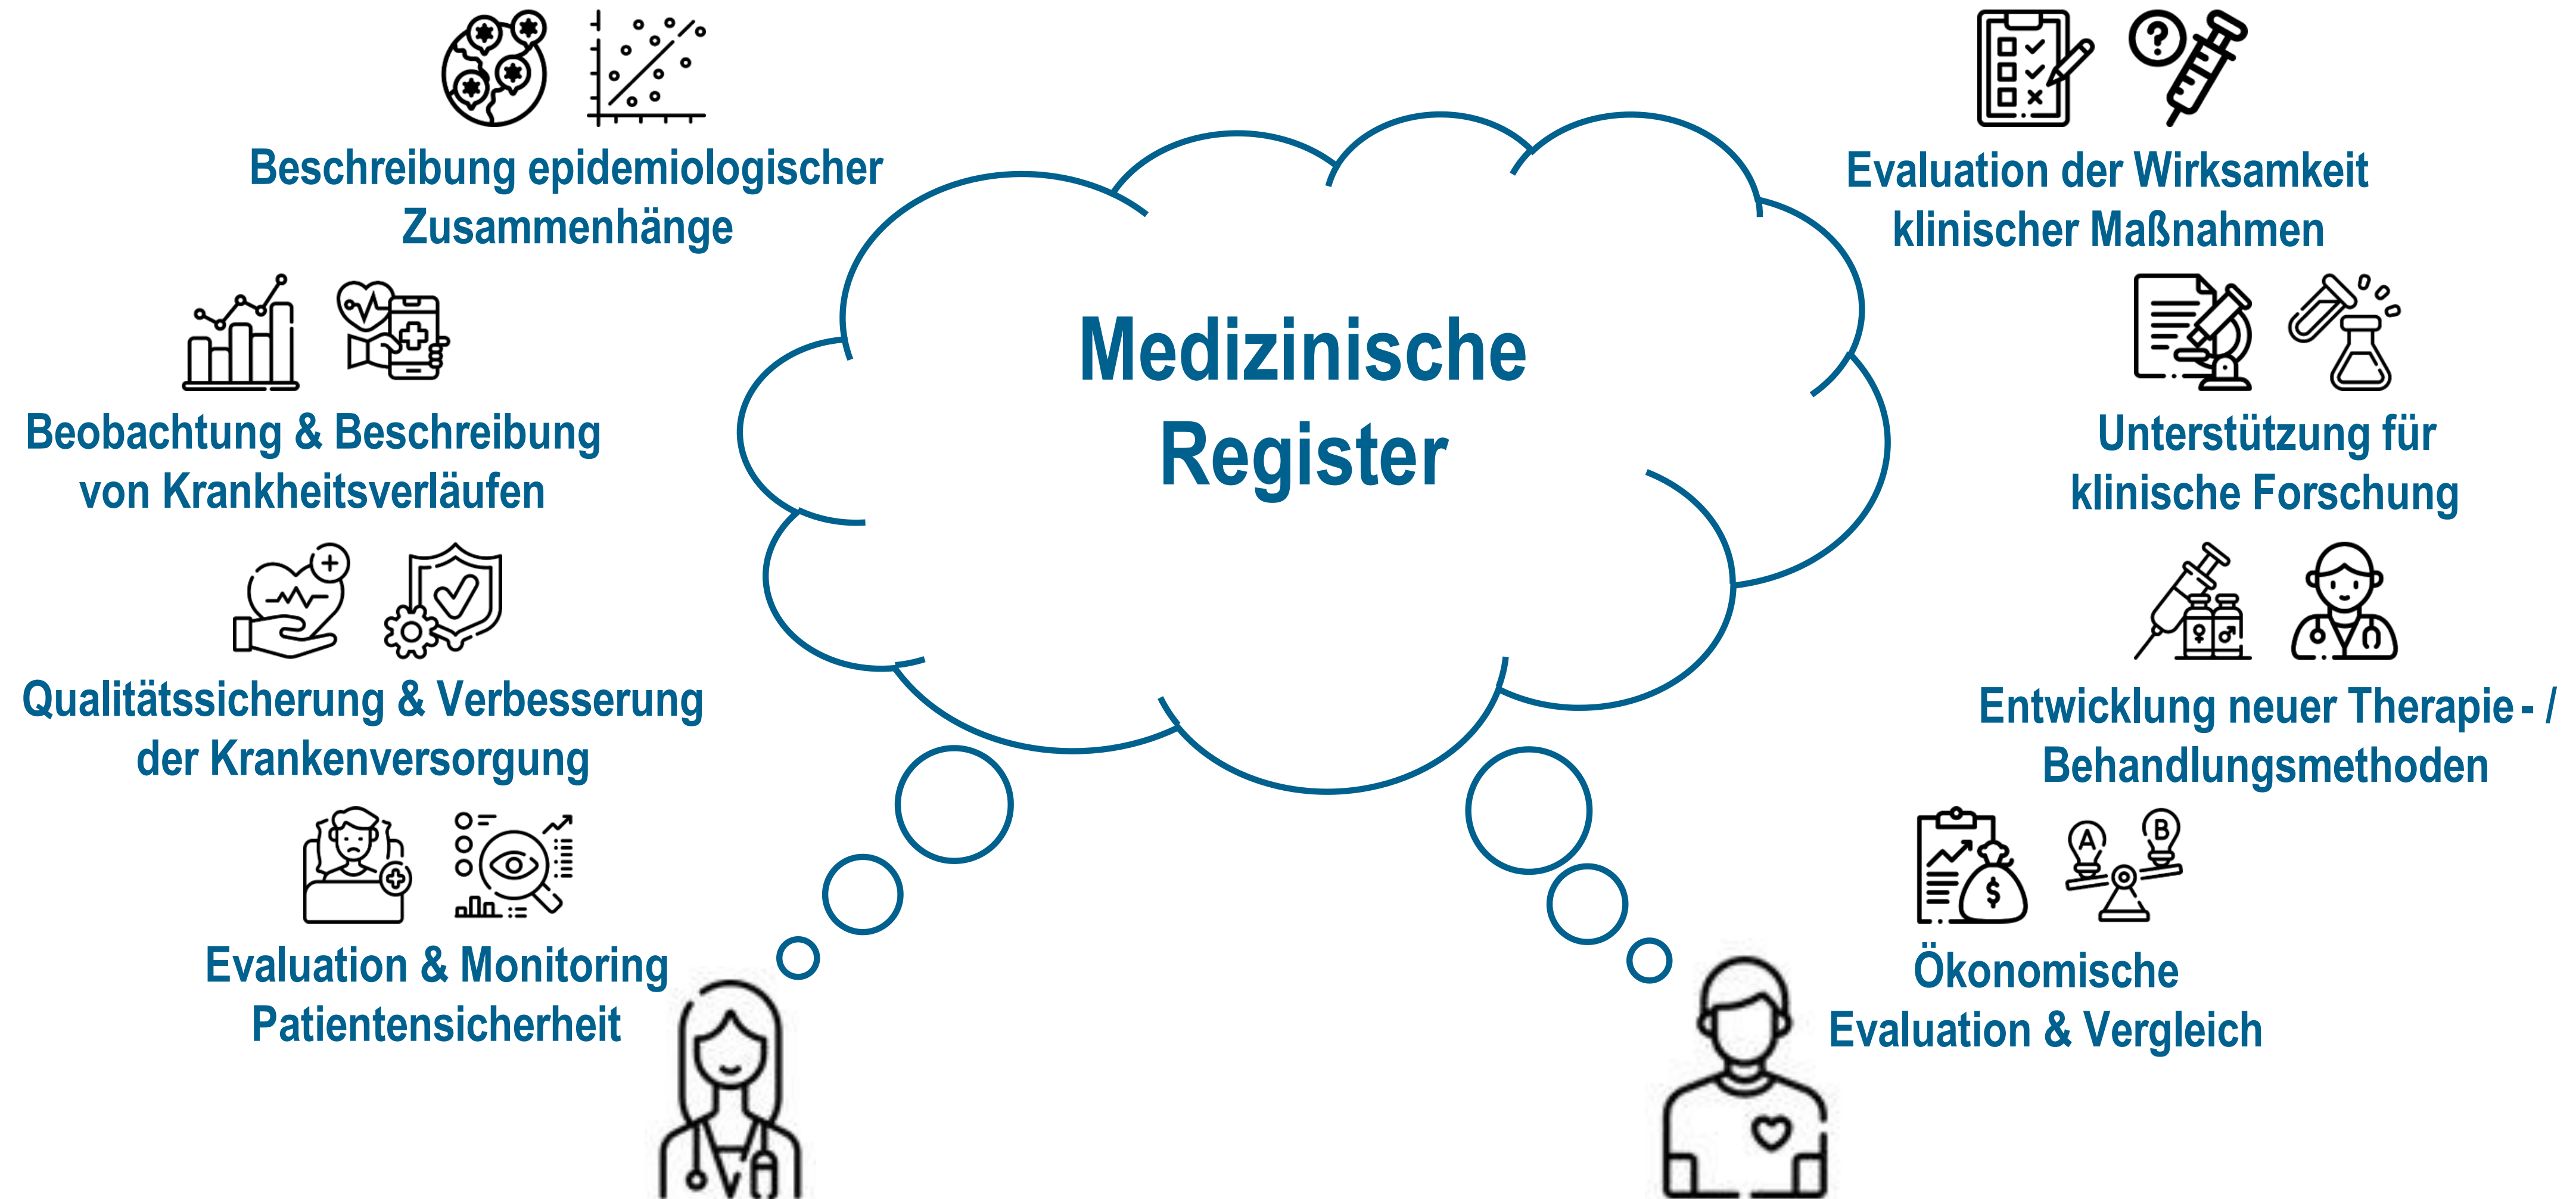 Beschreibung epidemiologischer
Zusammenhänge
Beobachtung & Beschreibung
von Krankheitsverläufen
Qualitätssicherung & Verbesserung
der Krankenversorgung
Evaluation & Monitoring
Patientensicherheit
Medizinische
Register
?
Evaluation der Wirksamkeit
klinischer Maßnahmen
Unterstützung für
klinische Forschung
Entwicklung neuer Therapie- /
Behandlungsmethoden
$
A
B
Ökonomische
Evaluation & Vergleich